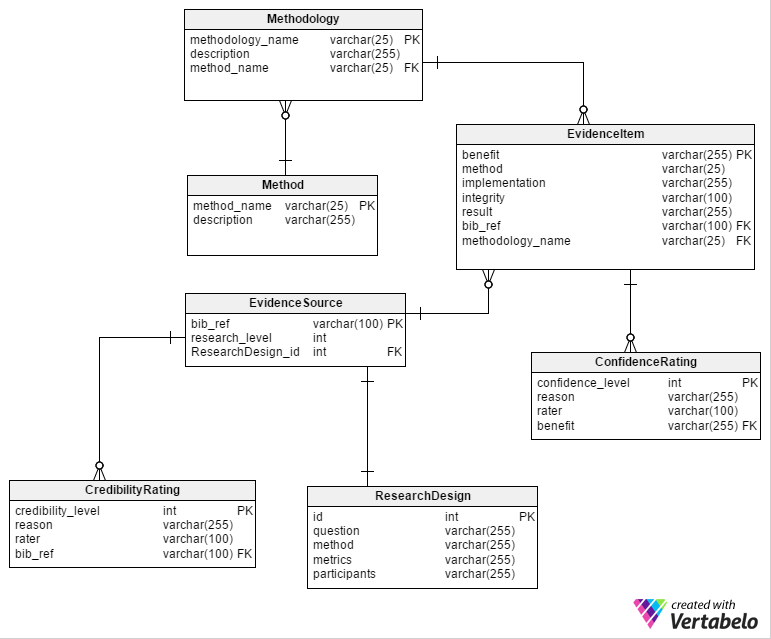 Methodology
methodology_name varchar(25) PK
description varchar(255)
method_name varchar(25) FK
EvidenceItem
benefit varchar(255) PK
method varchar(25)
implementation varchar(255)
integrity varchar(100)
result varchar(255)
bib_ref varchar(100) FK
methodology_name varchar(25) FK
Method
method_name varchar(25) PK
description varchar(255)
EvidenceSource
bib_ref varchar(100) PK
research_level int
ResearchDesign_id int FK
ConfidenceRating
confidence_level int PK
reason varchar(255)
rater varchar(100)
benefit varchar(255) FK
CredibilityRating
credibility_level int PK
reason varchar(255)
rater varchar(100)
bib_ref varchar(100) FK
ResearchDesign
id int PK
question varchar(255)
method varchar(255)
metrics varchar(255)
participants varchar(255)
created with
Vertabelo